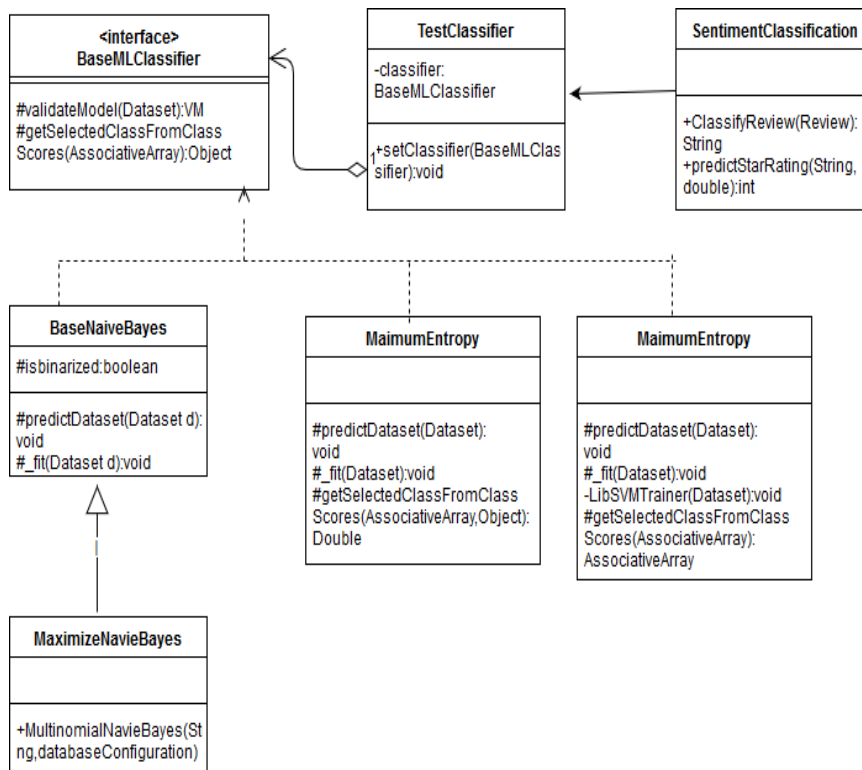 <interface>
BaseMLClassifier
#validateModel(Dataset):VM
#getSelectedClassFromClass
Scores(AssociativeArray):Object
TestClassifier
-classifier:
BaseMLClassifier
1
+setClassifier(BaseMLClas
sifier):void
SentimentClassification
+ClassifyReview(Review):
String
+predictStarRating(String,
double):int
BaseNaiveBayes
#isbinarized:boolean
#predictDataset(Dataset d):
void
#_fit(Dataset d):void
MaimumEntropy
#predictDataset(Dataset):
void
#_fit(Dataset):void
#getSelectedClassFromClass
Scores(AssociativeArray,Object):
Double
MaimumEntropy
#predictDataset(Dataset):
void
#_fit(Dataset):void
-LibSVMTrainer(Dataset):void
#getSelectedClassFromClass
Scores(AssociativeArray):
AssociativeArray
MaximizeNavieBayes
+MultinomialNavieBayes(St
ng,databaseConfiguration)